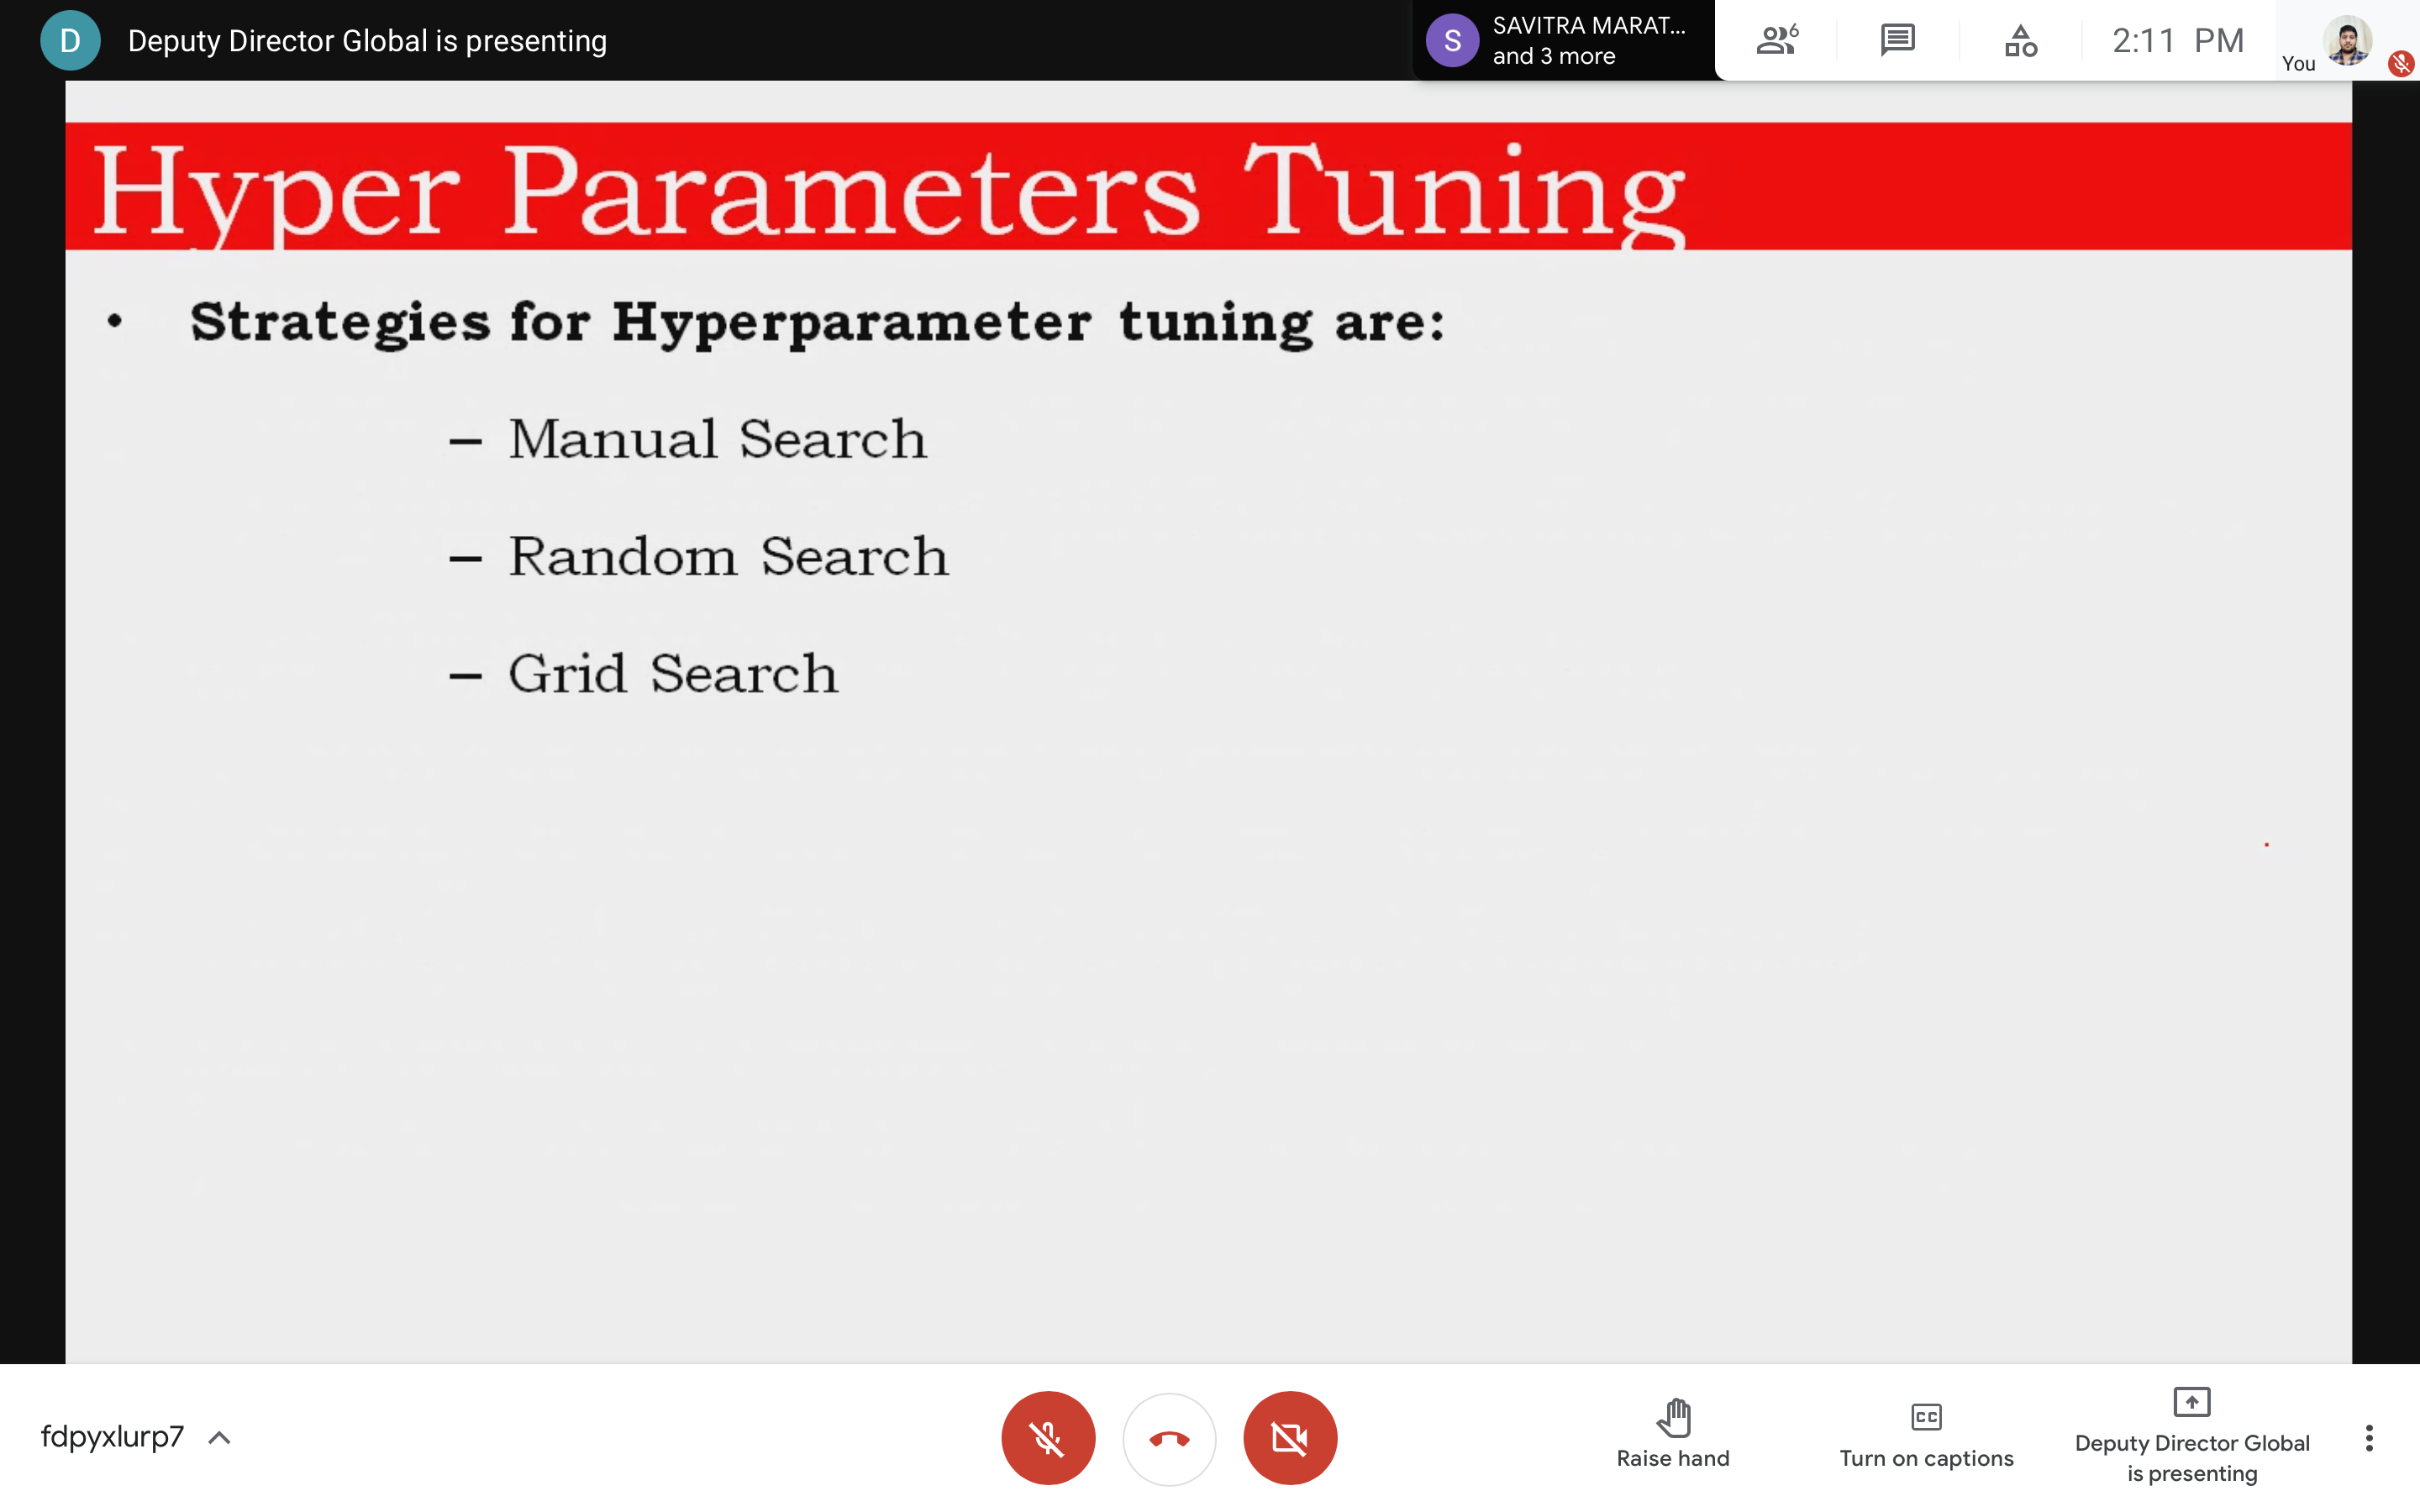 D
Deputy Director Global is presenting
S
SAVITRA MARAT...
and 3 more
6
2:11 PM
You
Hyper Parameters Tuning
• Strategies for Hyperparameter tuning are:
– Manual Search
– Random Search
– Grid Search
fdpyxlurp7
Raise hand
CC
Turn on captions
Deputy Director Global
is presenting